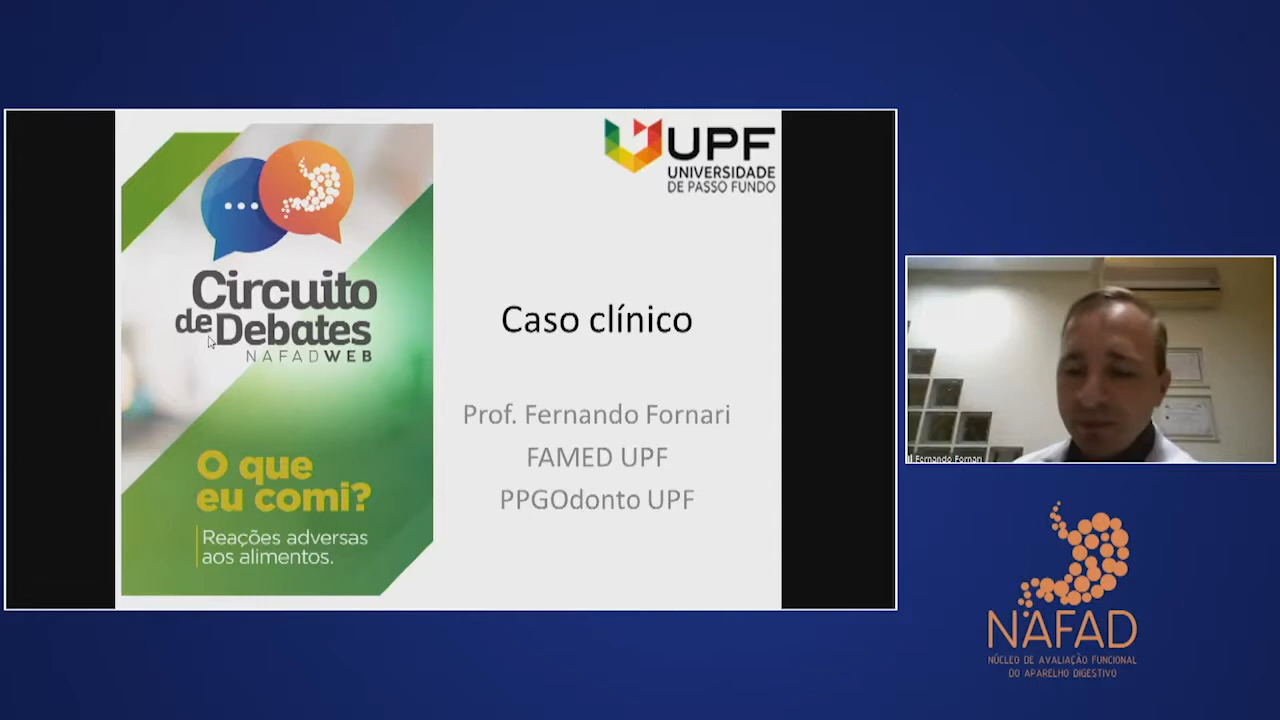 UPF
UNIVERSIDADE
DE PASSO FUNDO
Circuito
de Debates
NAFADWEB
O que
eu comi?
Reações adversas
aos alimentos.
Caso clínico
Prof. Fernando Fornari
FAMED UPF
PPGOdonto UPF
Fernando Fornari
NAFAD
NÚCLEO DE AVALIAÇÃO FUNCIONAL
DO APARELHO DIGESTIVO